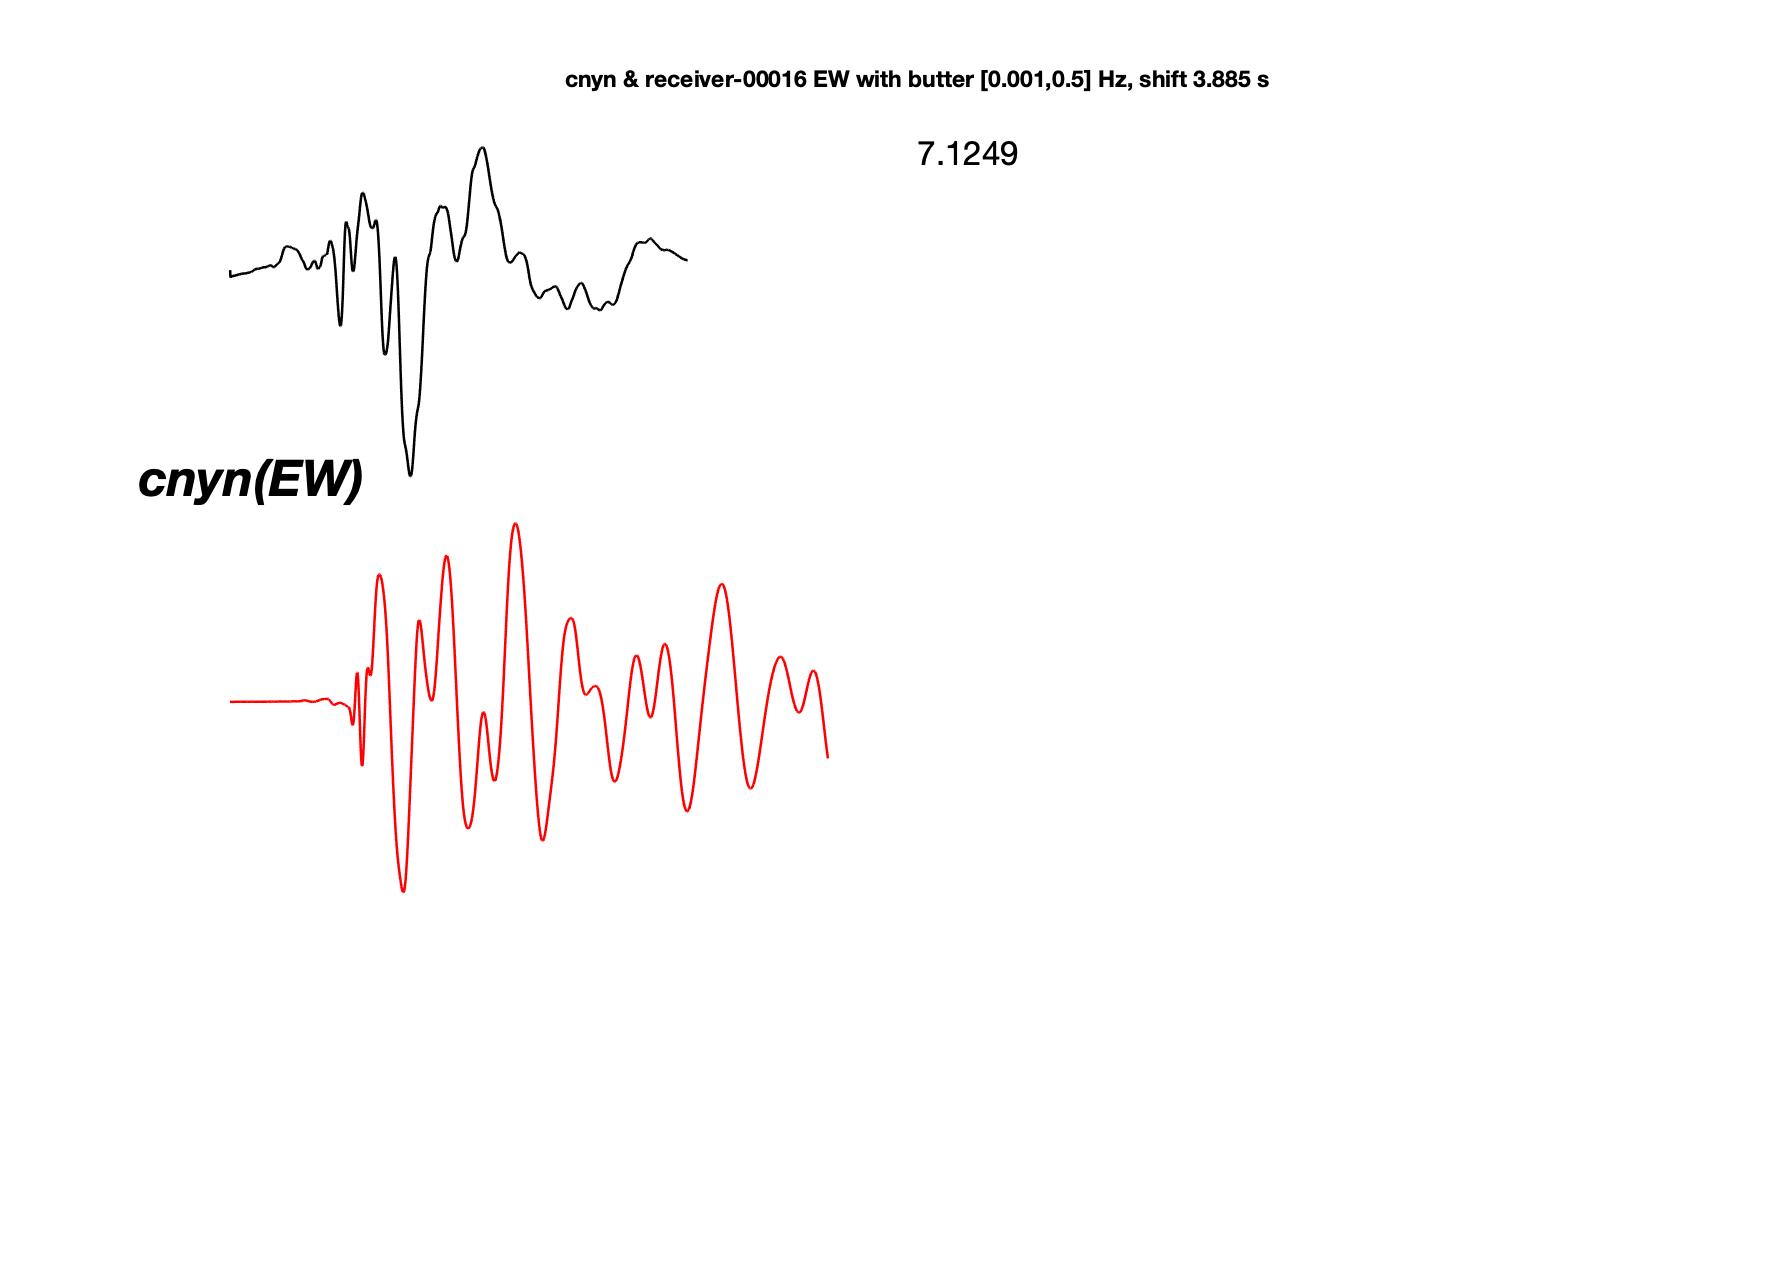 cnyn & receiver-00016 EW with butter [0.001,0.5] Hz, shift 3.885 s
7.1249
cnyn(EW)